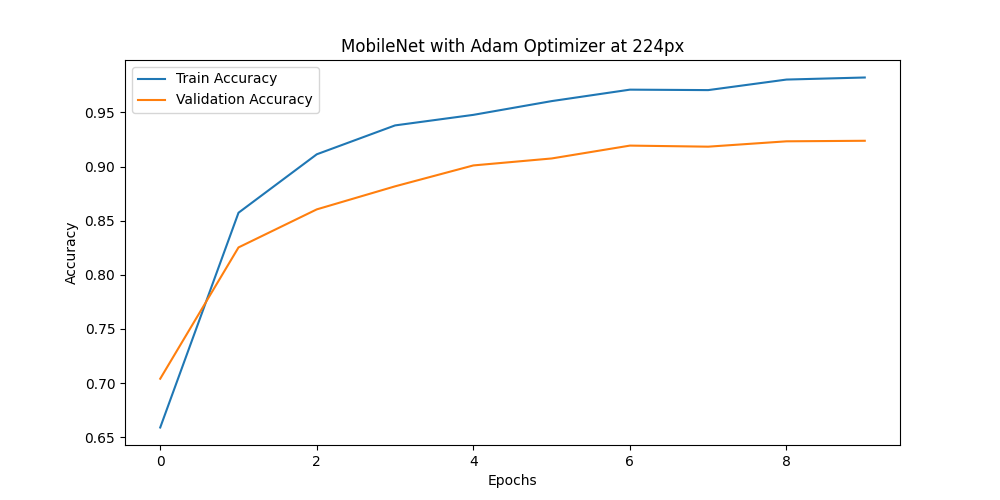 MobileNet with Adam Optimizer at 224px
Train Accuracy
Validation Accuracy
Accuracy
0.95
0.90
0.85
0.80
0.75
0.70
0.65
0 2 4 6 8
Epochs